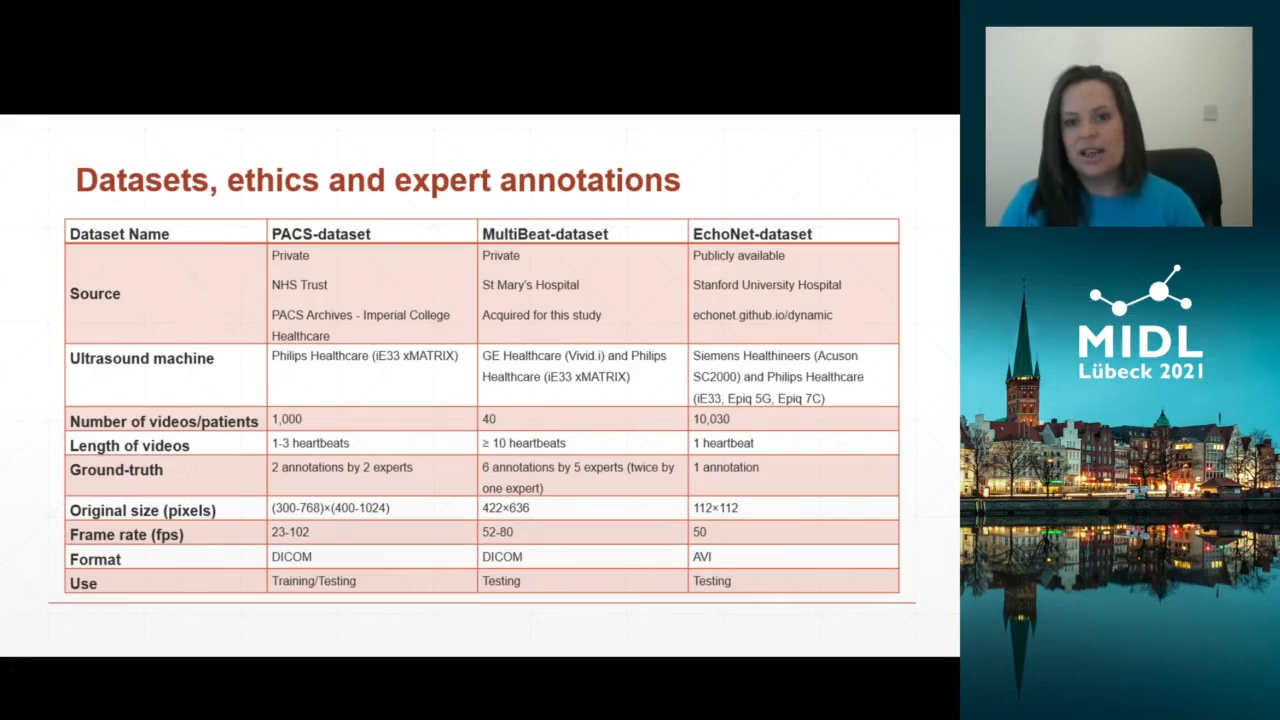 Datasets, ethics and expert annotations
Dataset Name PACS-dataset MultiBeat-dataset EchoNet-dataset
Source
Private
NHS Trust
PACS Archives - Imperial College
Healthcare
Private
St Mary's Hospital
Acquired for this study
Publicly available
Stanford University Hospital
echonet.github.io/dynamic
Ultrasound machine
Philips Healthcare (iE33 xMATRIX)
GE Healthcare (Vivid.i) and Philips
Healthcare (iE33 xMATRIX)
Siemens Healthineers (Acuson
SC2000) and Philips Healthcare
(iE33, Epiq 5G, Epiq 7C)
Number of videos/patients 1,000 40 10,030
Length of videos 1-3 heartbeats ≥ 10 heartbeats 1 heartbeat
Ground-truth
2 annotations by 2 experts
6 annotations by 5 experts (twice by
one expert)
1 annotation
Original size (pixels) (300-768)×(400-1024) 422×636 112×112
Frame rate (fps) 23-102 52-80 50
Format DICOM DICOM AVI
Use Training/Testing Testing Testing
MIDL
Lübeck 2021